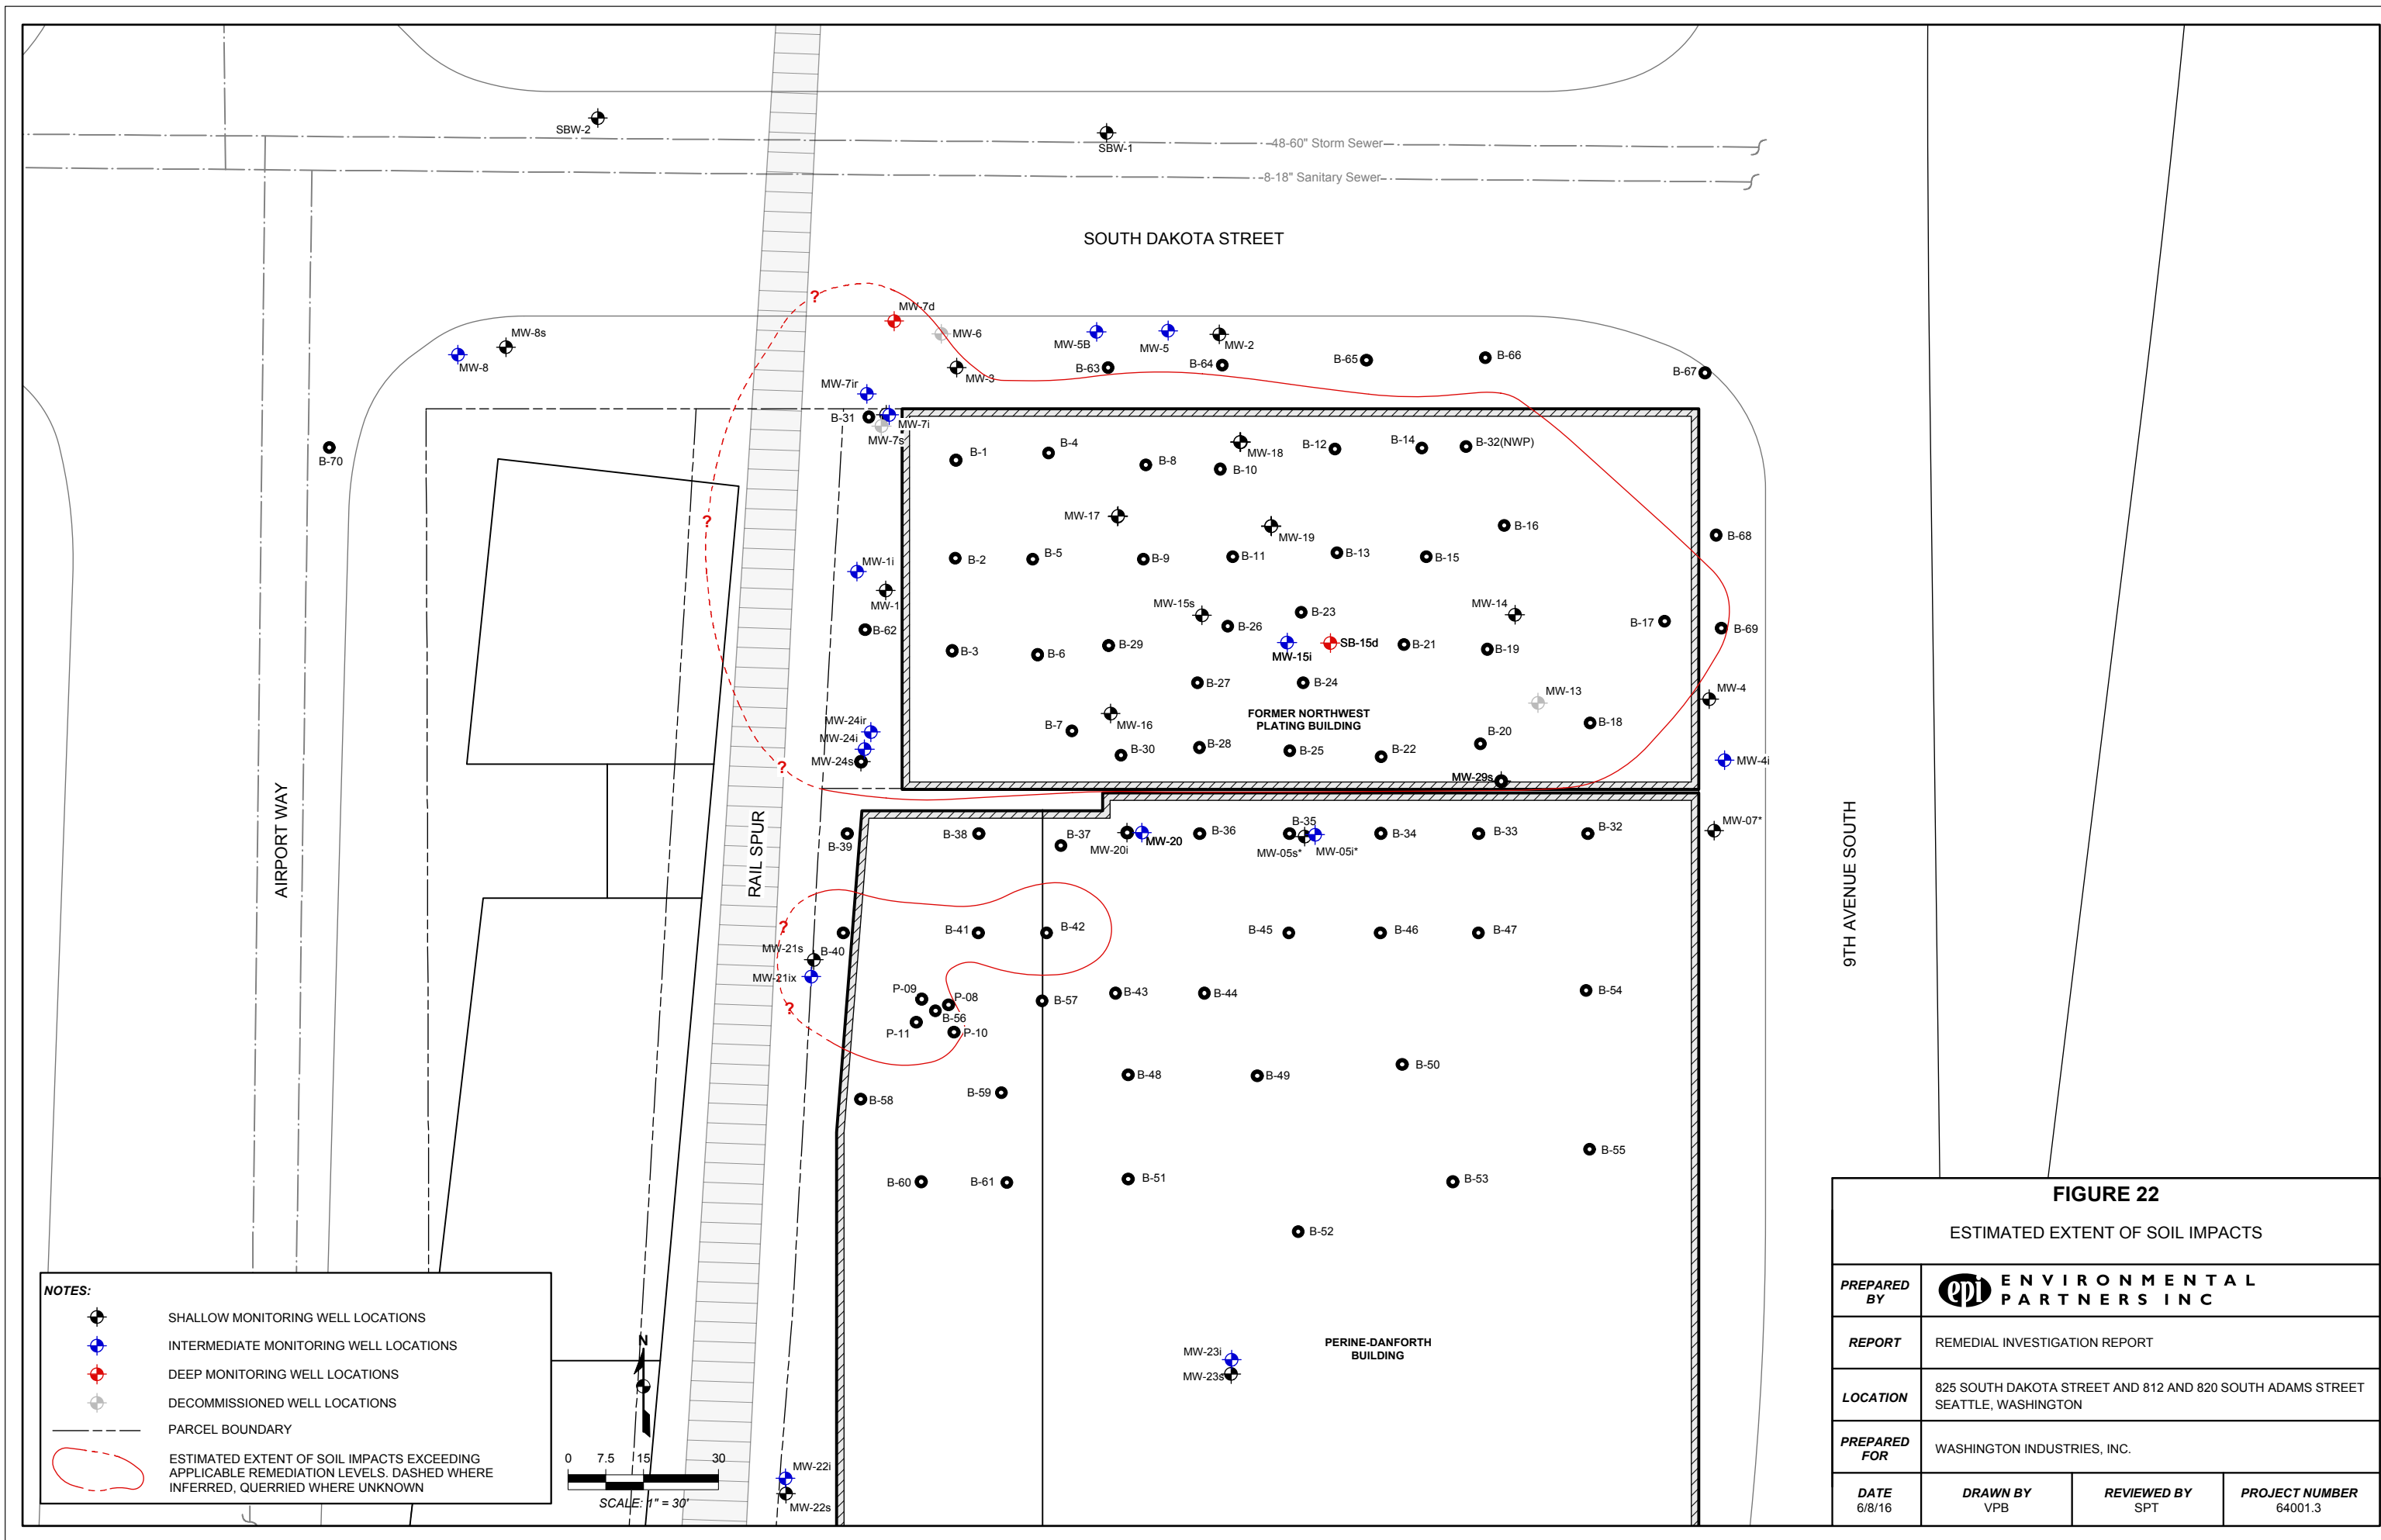 SBW-2
SBW-1
48-60" Storm Sewer
8-18" Sanitary Sewer
SOUTH DAKOTA STREET
?
MW-7d
MW-6
MW-5B
MW-5
MW-2
MW-8s
MW-8
MW-3
B-63
B-64
B-65
B-66
B-67
MW-7ir
B-31
MW-7i
MW-7s
B-70
B-1
B-4
B-8
MW-18
B-10
B-12
B-14
B-32(NWP)
?
MW-17
MW-19
B-16
B-68
B-2
B-5
B-9
B-11
B-13
B-15
MW-1i
MW-1
B-62
MW-15s
B-26
B-23
MW-14
B-17
B-69
B-3
B-6
B-29
MW-15i
SB-15d
B-21
B-19
B-27
B-24
MW-13
MW-4
MW-24ir
MW-24i
MW-24s
?
B-7
MW-16
FORMER NORTHWEST
PLATING BUILDING
B-30
B-28
B-25
B-22
B-20
B-18
MW-29s
MW-4i
AIRPORT WAY
RAIL SPUR
9TH AVENUE SOUTH
B-39
B-38
B-37
MW-20i
MW-20
B-36
B-35
MW-05s*
MW-05i*
B-34
B-33
B-32
MW-07*
?
B-41
B-42
B-45
B-46
B-47
MW-21s
B-40
MW-21ix
?
P-09
P-08
B-56
P-11
P-10
B-57
B-43
B-44
B-54
B-48
B-49
B-50
B-59
B-58
B-55
B-60
B-61
B-51
B-53
B-52
PERINE-DANFORTH
BUILDING
MW-23i
MW-23s
MW-22i
MW-22s
NOTES:
SHALLOW MONITORING WELL LOCATIONS
INTERMEDIATE MONITORING WELL LOCATIONS
DEEP MONITORING WELL LOCATIONS
DECOMMISSIONED WELL LOCATIONS
PARCEL BOUNDARY
ESTIMATED EXTENT OF SOIL IMPACTS EXCEEDING
APPLICABLE REMEDIATION LEVELS. DASHED WHERE
INFERRED, QUERRIED WHERE UNKNOWN
N
0 7.5 15 30
SCALE: 1" = 30'
FIGURE 22
ESTIMATED EXTENT OF SOIL IMPACTS
PREPARED
BY
epi ENVIRONMENTAL
PARTNERS INC
REPORT
REMEDIAL INVESTIGATION REPORT
LOCATION
825 SOUTH DAKOTA STREET AND 812 AND 820 SOUTH ADAMS STREET
SEATTLE, WASHINGTON
PREPARED
FOR
WASHINGTON INDUSTRIES, INC.
DATE
6/8/16
DRAWN BY
VPB
REVIEWED BY
SPT
PROJECT NUMBER
64001.3